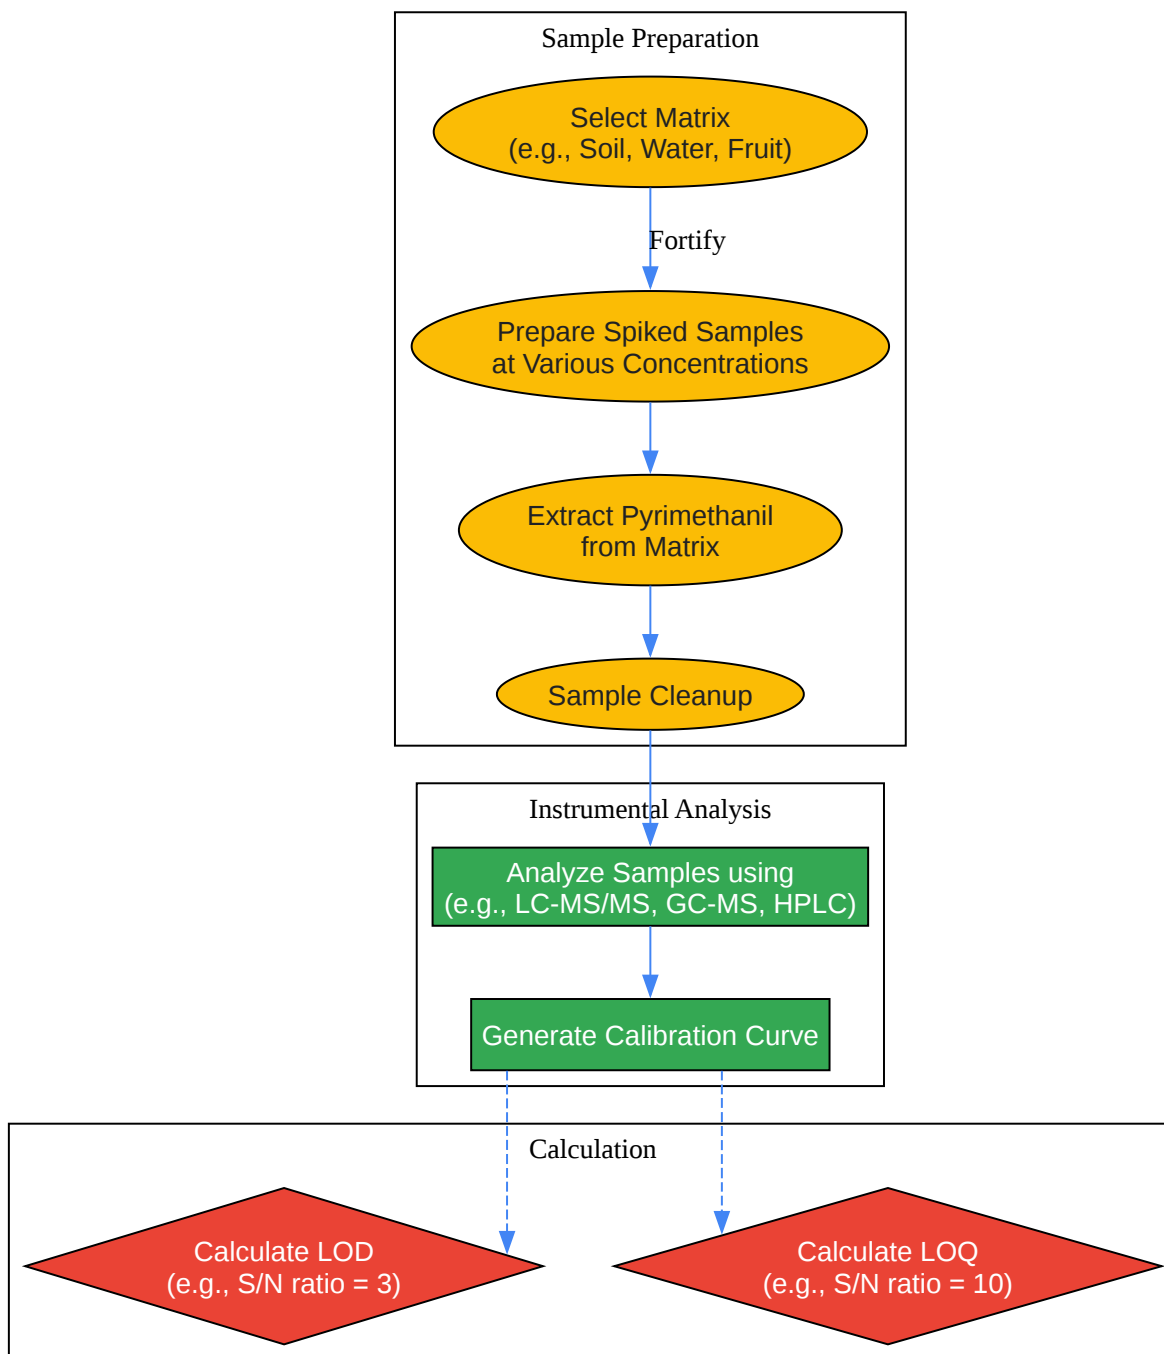 Sample Preparation
Select Matrix
(e.g., Soil, Water, Fruit)
Fortify
Prepare Spiked Samples
at Various Concentrations
Extract Pyrimethanil
from Matrix
Sample Cleanup
Instrumental Analysis
Analyze Samples using
(e.g., LC-MS/MS, GC-MS, HPLC)
Generate Calibration Curve
Calculation
Calculate LOD
(e.g., S/N ratio = 3)
Calculate LOQ
(e.g., S/N ratio = 10)